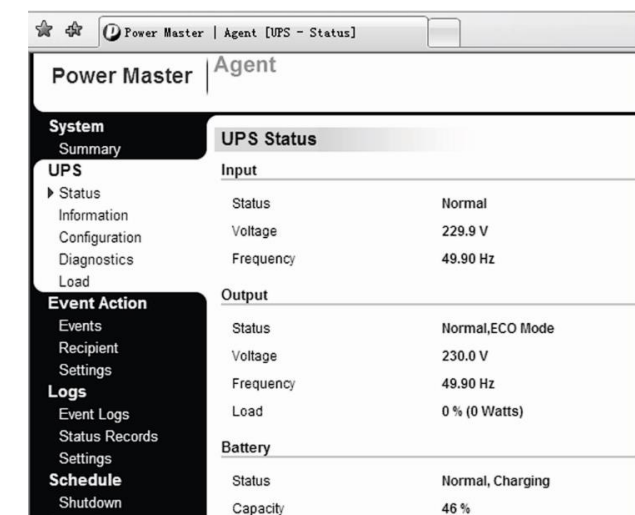 Power Master | Agent [UPS - Status]
Power Master | Agent
System
Summary
UPS
Status
Information
Configuration
Diagnostics
Load
Event Action
Events
Recipient
Settings
Logs
Event Logs
Status Records
Settings
Schedule
Shutdown
UPS Status
Input
Status Normal
Voltage 229.9 V
Frequency 49.90 Hz
Output
Status Normal,ECO Mode
Voltage 230.0 V
Frequency 49.90 Hz
Load 0 % (0 Watts)
Battery
Status Normal, Charging
Capacity 46 %